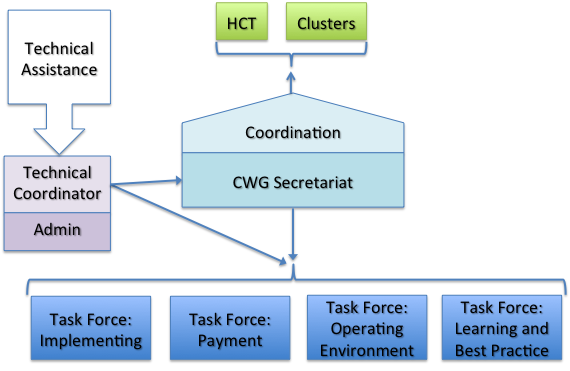 HCT
Clusters
Technical
Assistance
Coordination
CWG Secretariat
Technical
Coordinator
Admin
Task Force:
Implementing
Task Force:
Payment
Task Force:
Operating
Environment
Task Force:
Learning and
Best Practice